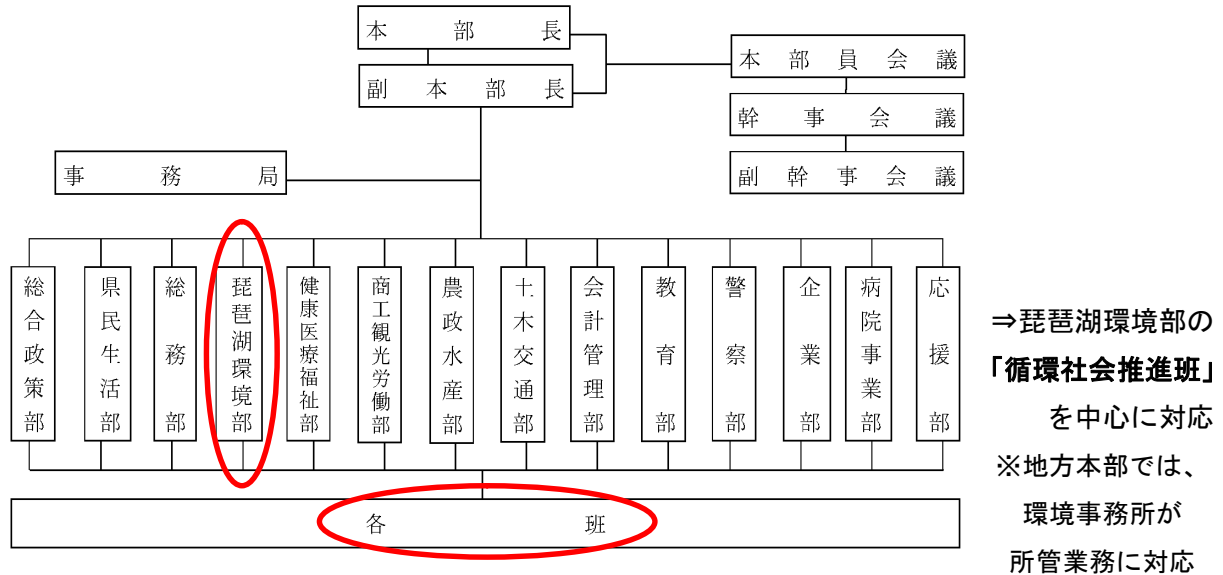 本部長
副本部長
本部員会議
幹事会議
副幹事会議
事務局
総合政策部
県民生活部
総務部
琵琶湖環境部
健康医療福祉部
商工観光労働部
農政水産部
土木交通部
会計管理部
教育部
警察部
企業部
病院事業部
応援部
各班
⇒琵琶湖環境部の
「循環社会推進班」
を中心に対応
※地方本部では、
環境事務所が
所管業務に対応